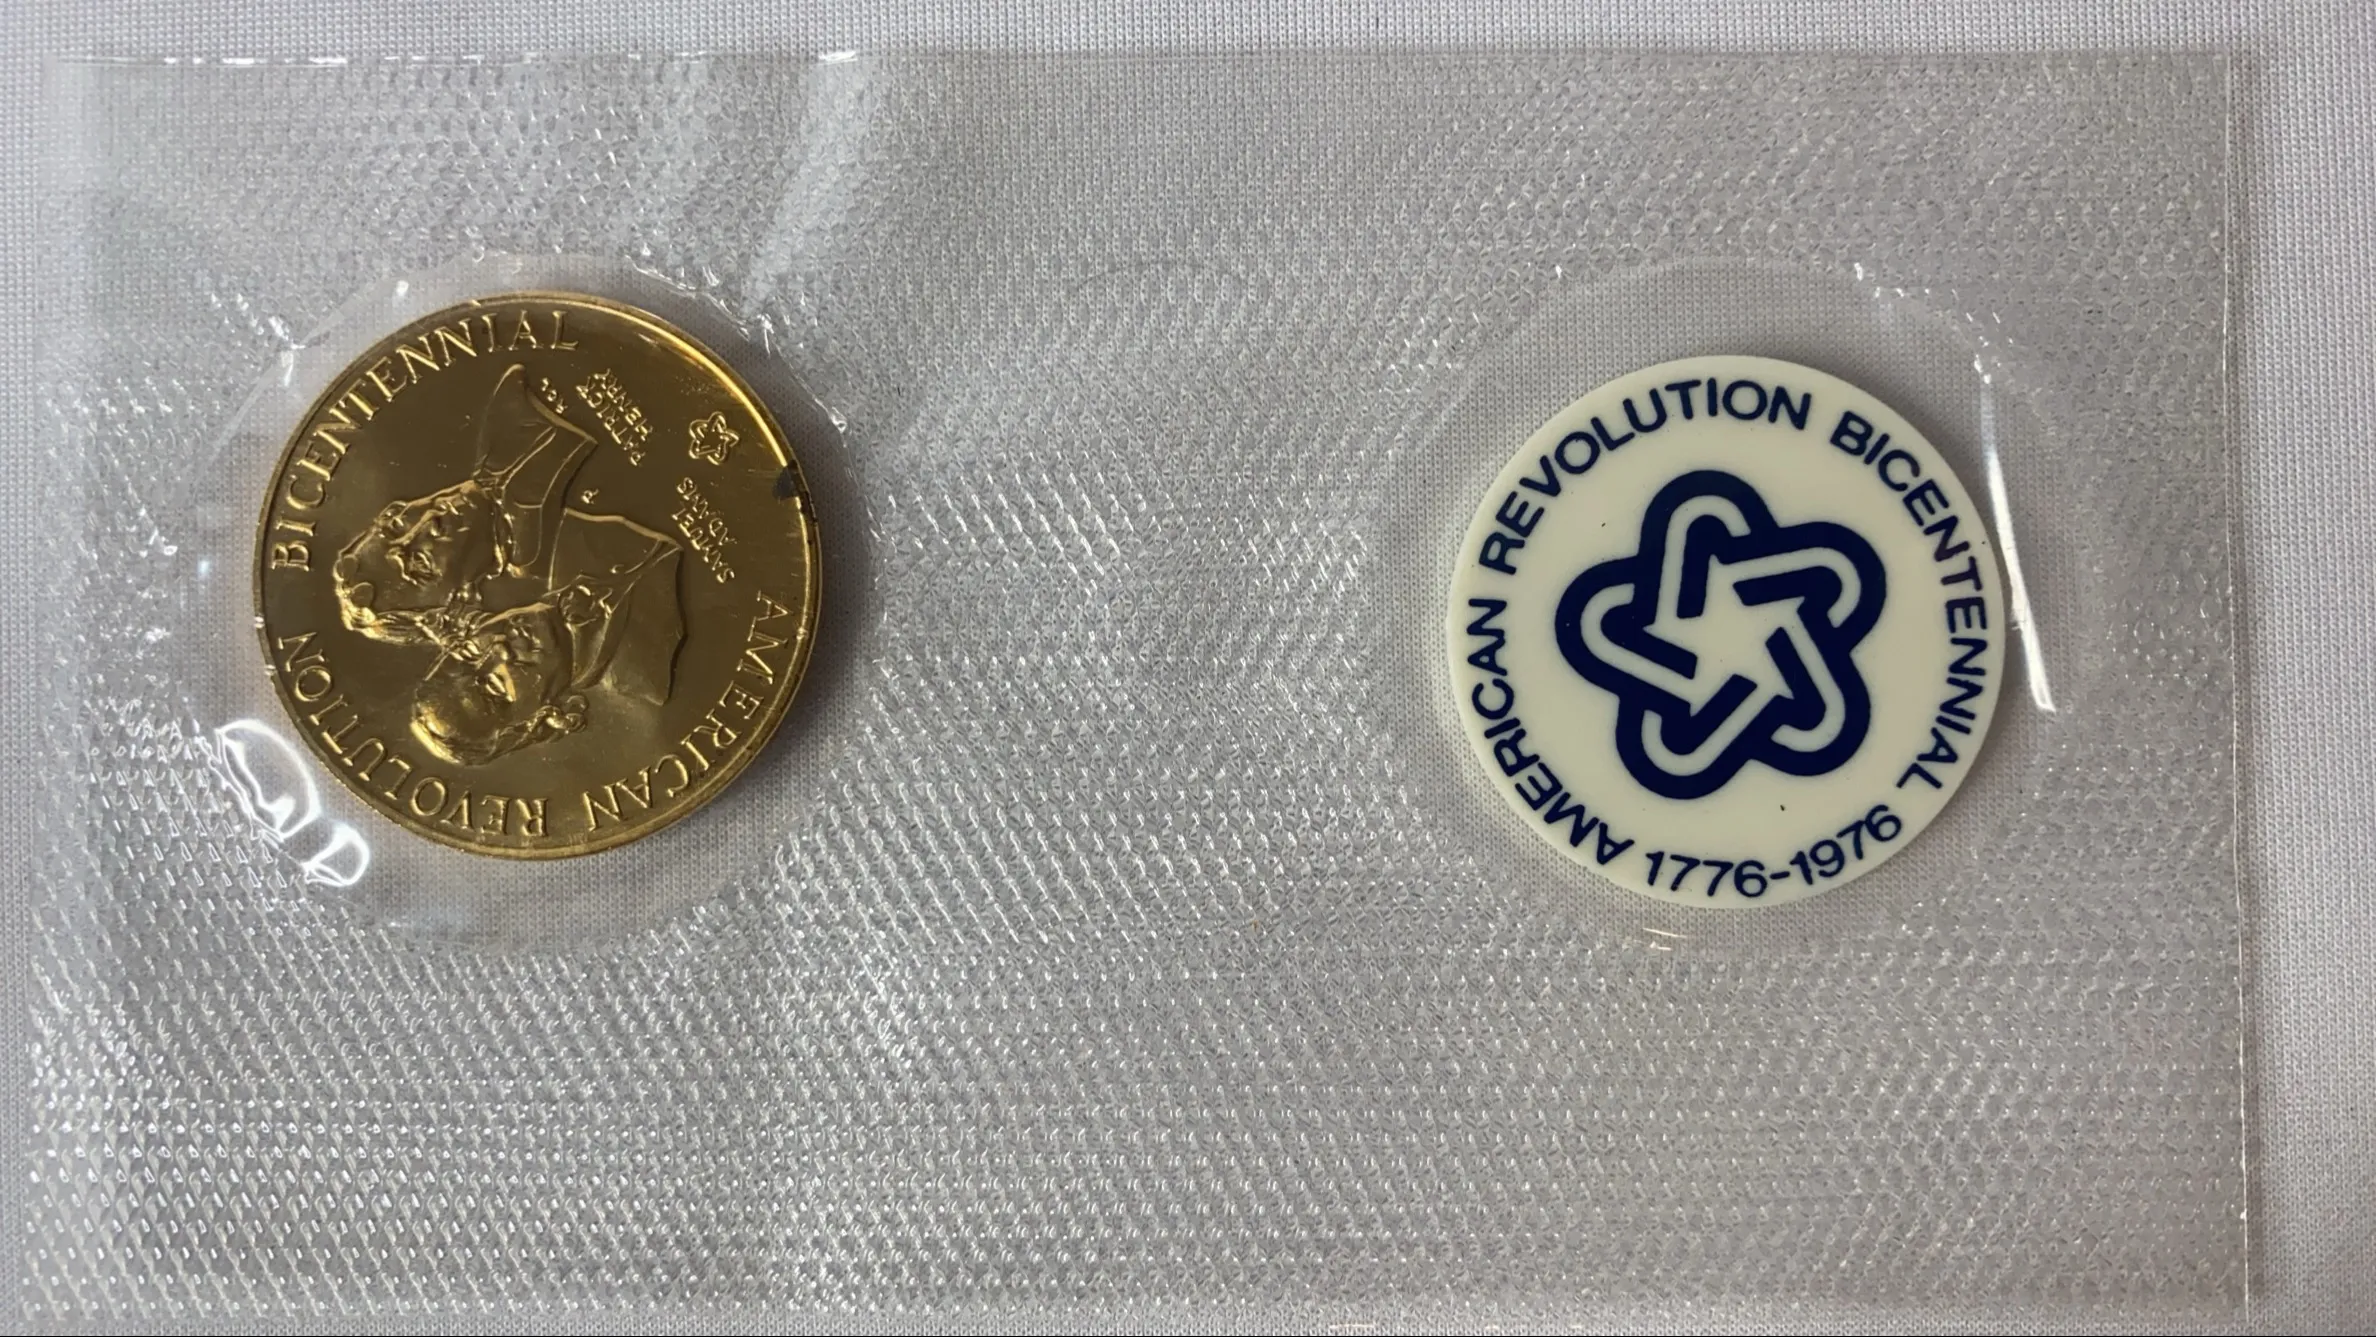 AMERICAN REVOLUTION BICENTENNIAL
SAMUEL
ADAMS
PATRICK
HENRY
P
AMERICAN REVOLUTION BICENTENNIAL
1776-1976